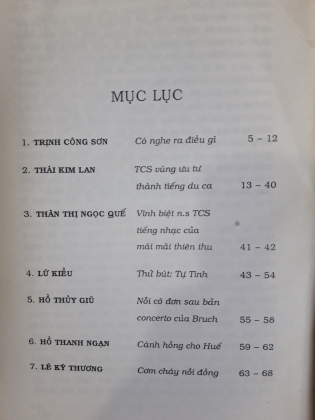 MỤC LỤC
1. TRỊNH CÔNG SƠN Có nghe ra điều gì 5 – 12
2. THÁI KIM LAN TCS vùng ưu tư
thành tiếng du ca 13 – 40
3. THÂN THỊ NGỌC QUẾ Vĩnh biệt n.s TCS
tiếng nhạc của
mãi mãi thiên thu 41 – 42
4. LỮ KIỀU Thử bút: Tự Tình 43 – 54
5. HỒ THỦY GIŨ Nỗi cô đơn sau bản
concerto của Bruch 55 – 58
6. HỒ THANH NGẠN Cánh hồng cho Huế 59 – 62
7. LÊ KÝ THƯƠNG Cơm cháy nồi đồng 63 – 68